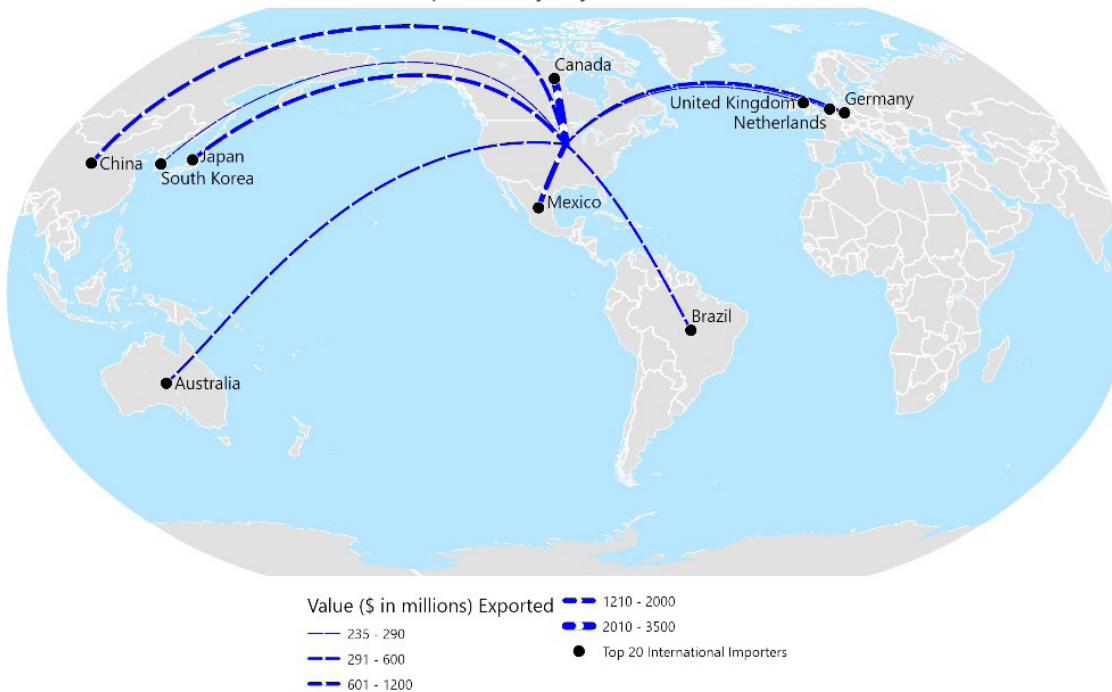 Canada
United Kingdom
Germany
Netherlands
China
Japan
South Korea
Mexico
Brazil
Australia
Value ($ in millions) Exported
235 - 290
291 - 600
601 - 1200
1210 - 2000
2010 - 3500
Top 20 International Importers